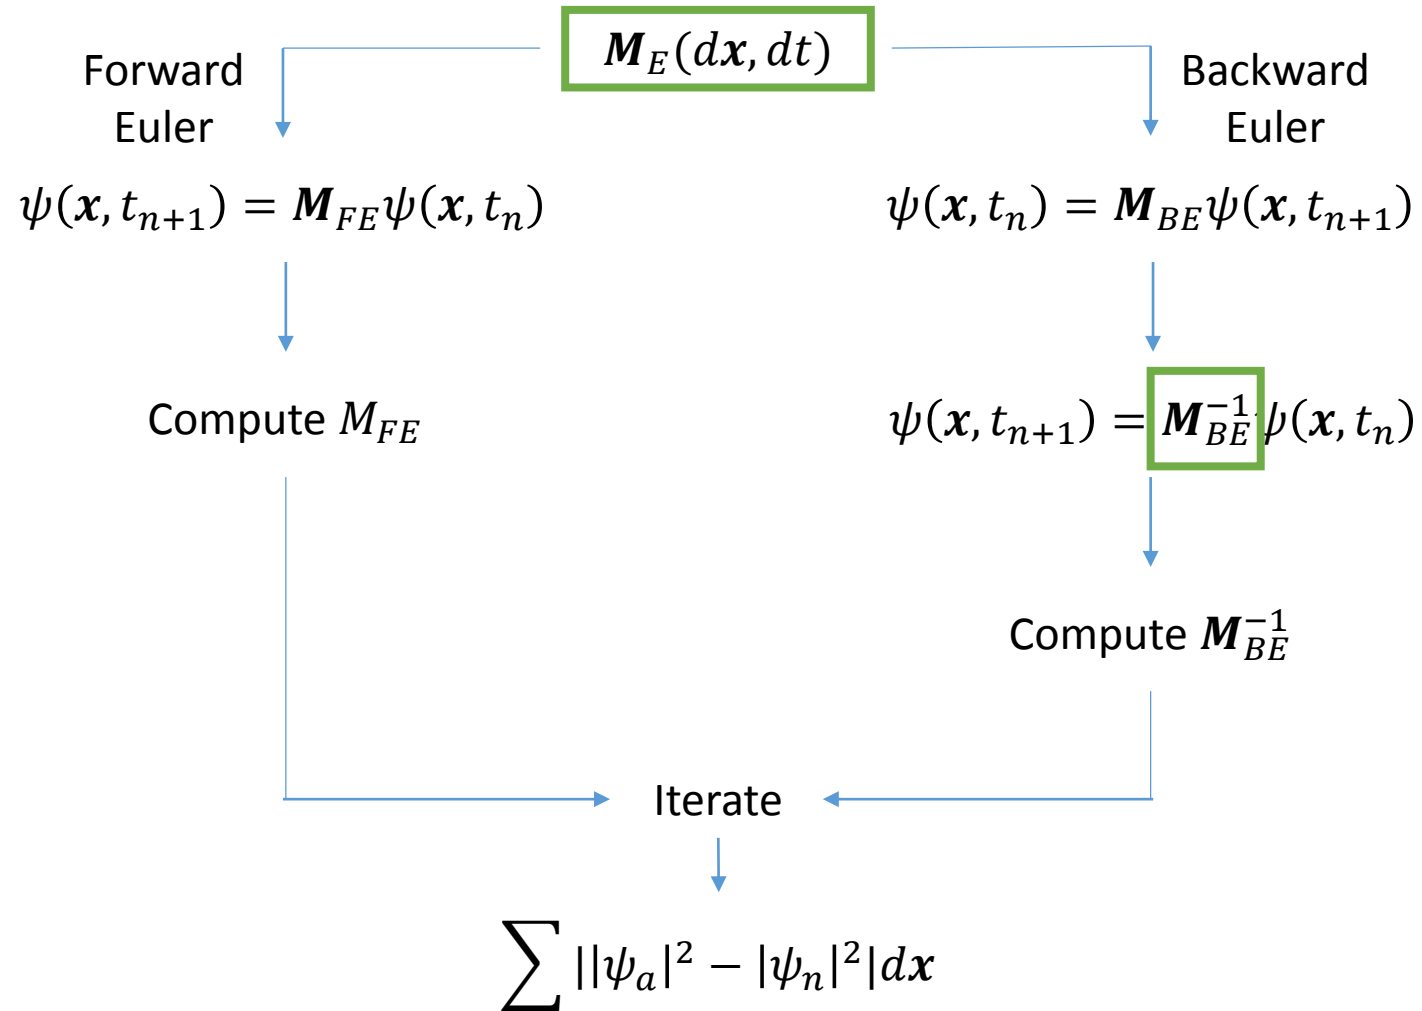 𝑴_𝐸(𝑑𝒙, 𝑑𝑡)
Forward
Euler
Backward
Euler
𝜓(𝒙, 𝑡_{𝑛+1}) = 𝑴_{𝐹𝐸}𝜓(𝒙, 𝑡_𝑛)
𝜓(𝒙, 𝑡_𝑛) = 𝑴_{𝐵𝐸}𝜓(𝒙, 𝑡_{𝑛+1})
Compute 𝑀_{𝐹𝐸}
𝜓(𝒙, 𝑡_{𝑛+1}) = 𝑴_{𝐵𝐸}^{−1}𝜓(𝒙, 𝑡_𝑛)
Compute 𝑴_{𝐵𝐸}^{−1}
Iterate
∑ ||𝜓_𝑎|² − |𝜓_𝑛|²|𝑑𝒙